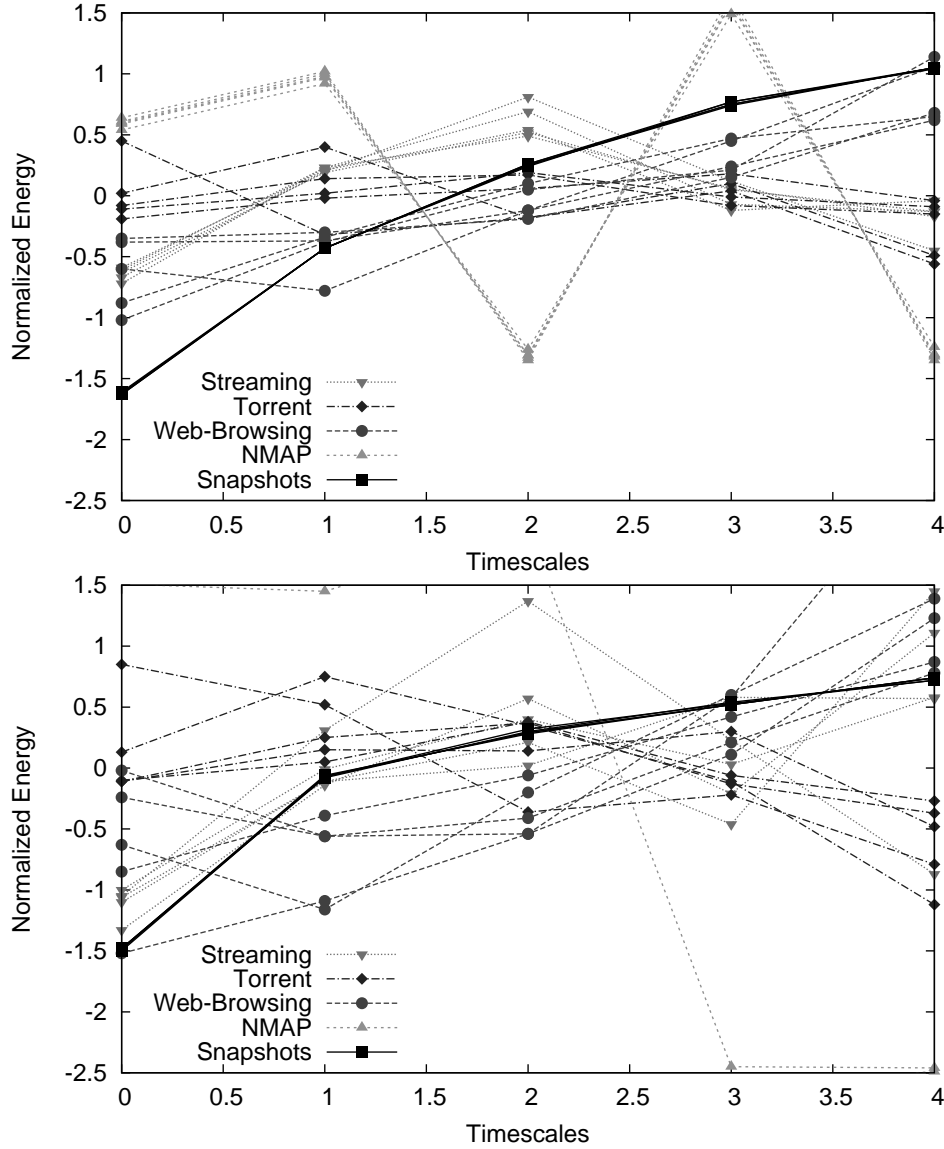 1.5
1
0.5
0
-0.5
-1
-1.5
-2
-2.5
Normalized Energy
Streaming
Torrent
Web-Browsing
NMAP
Snapshots
0 0.5 1 1.5 2 2.5 3 3.5 4
Timescales
1.5
1
0.5
0
-0.5
-1
-1.5
-2
-2.5
Normalized Energy
Streaming
Torrent
Web-Browsing
NMAP
Snapshots
0 0.5 1 1.5 2 2.5 3 3.5 4
Timescales